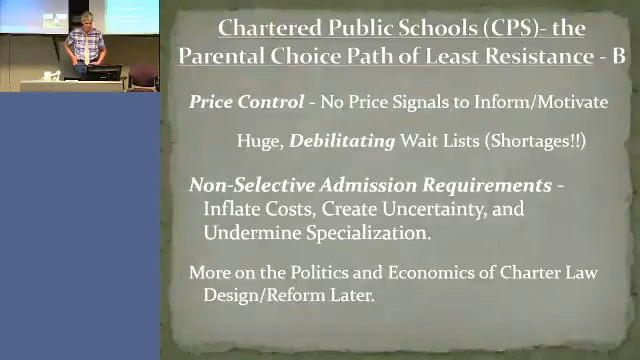 Chartered Public Schools (CPS)- the
Parental Choice Path of Least Resistance - B
Price Control - No Price Signals to Inform/Motivate
Huge, Debilitating Wait Lists (Shortages!!)
Non-Selective Admission Requirements -
Inflate Costs, Create Uncertainty, and
Undermine Specialization.
More on the Politics and Economics of Charter Law
Design/Reform Later.